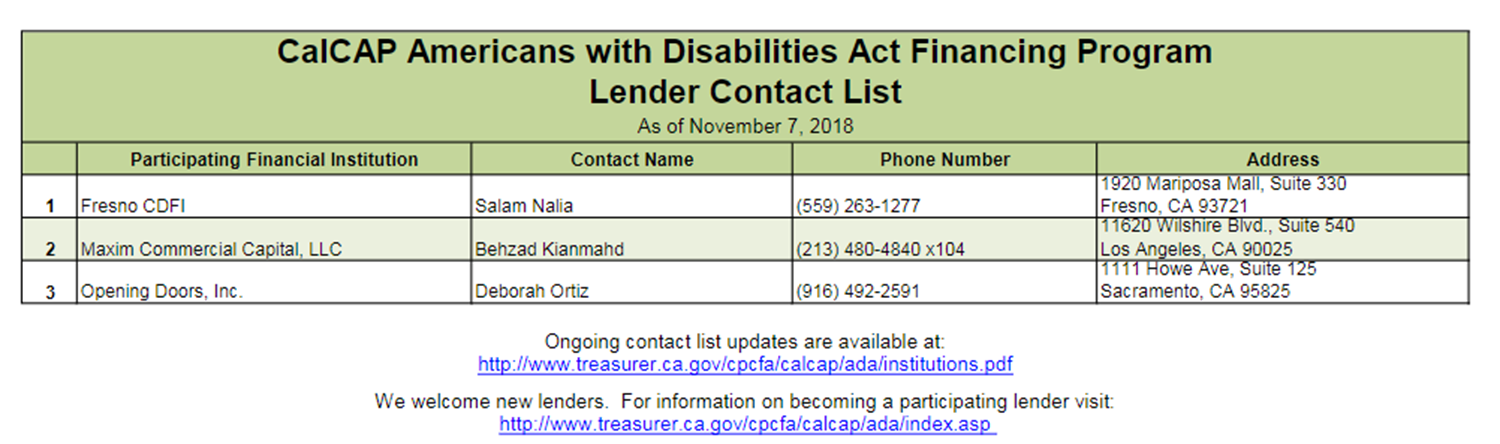 CalCAP Americans with Disabilities Act Financing Program
Lender Contact List
As of November 7, 2018
Participating Financial Institution Contact Name Phone Number Address
1 Fresno CDFI Salam Nalia (559) 263-1277 1920 Mariposa Mall, Suite 330
Fresno, CA 93721
2 Maxim Commercial Capital, LLC Behzad Kianmahd (213) 480-4840 x104 11620 Wilshire Blvd., Suite 540
Los Angeles, CA 90025
3 Opening Doors, Inc. Deborah Ortiz (916) 492-2591 1111 Howe Ave, Suite 125
Sacramento, CA 95825
Ongoing contact list updates are available at:
http://www.treasurer.ca.gov/cpcfa/calcap/ada/institutions.pdf
We welcome new lenders. For information on becoming a participating lender visit:
http://www.treasurer.ca.gov/cpcfa/calcap/ada/index.asp